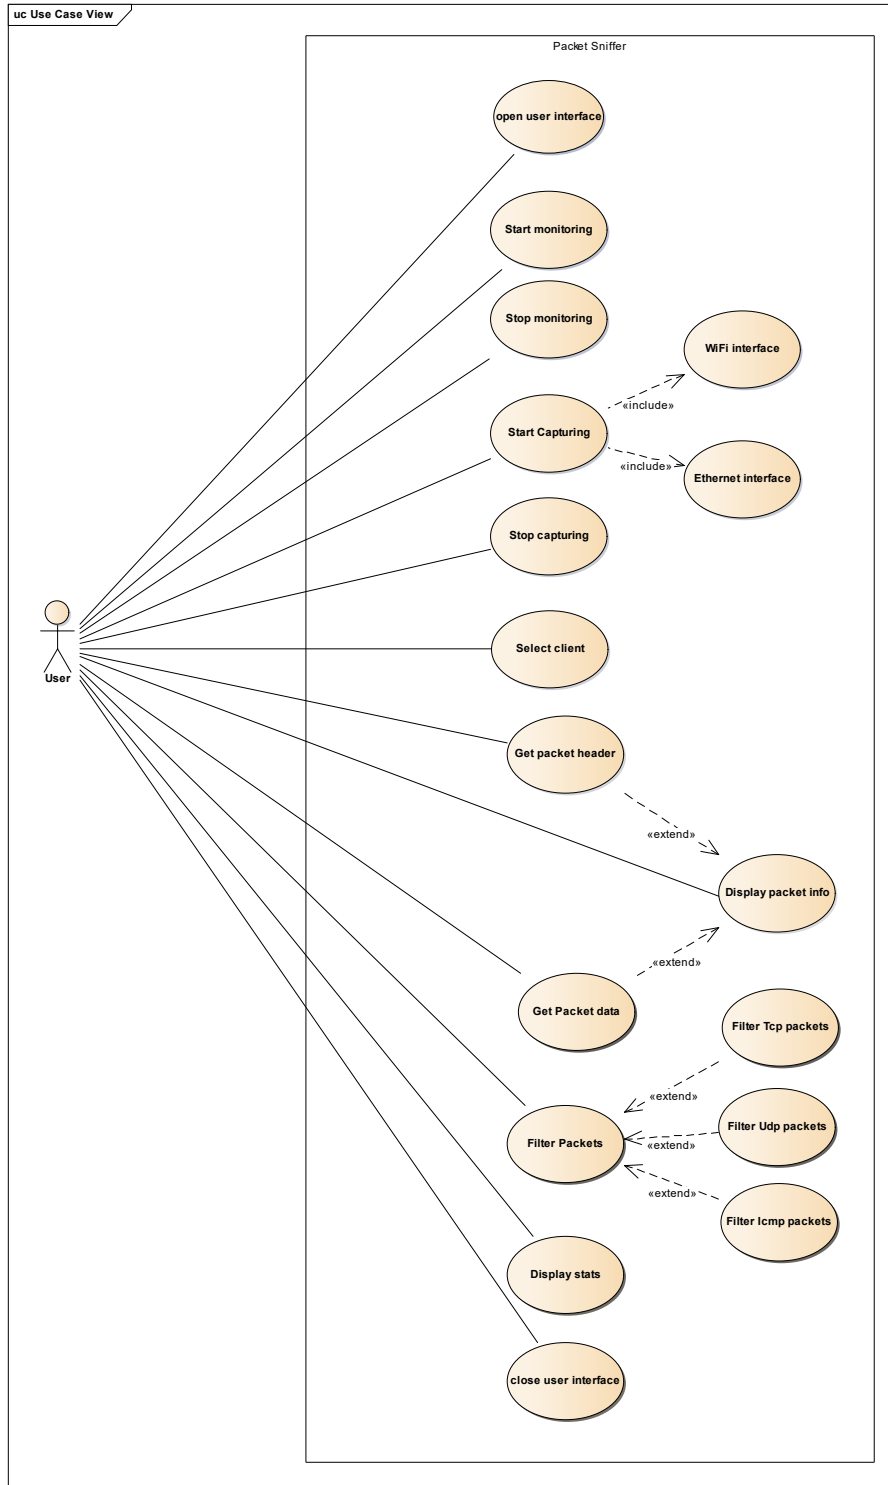 uc Use Case View
Packet Sniffer
open user interface
Start monitoring
Stop monitoring
WiFi interface
«include»
Start Capturing
«include»
Ethernet interface
Stop capturing
Select client
User
Get packet header
«extend»
Display packet info
«extend»
Get Packet data
Filter Tcp packets
«extend»
Filter Udp packets
Filter Packets
«extend»
«extend»
Filter Icmp packets
Display stats
close user interface